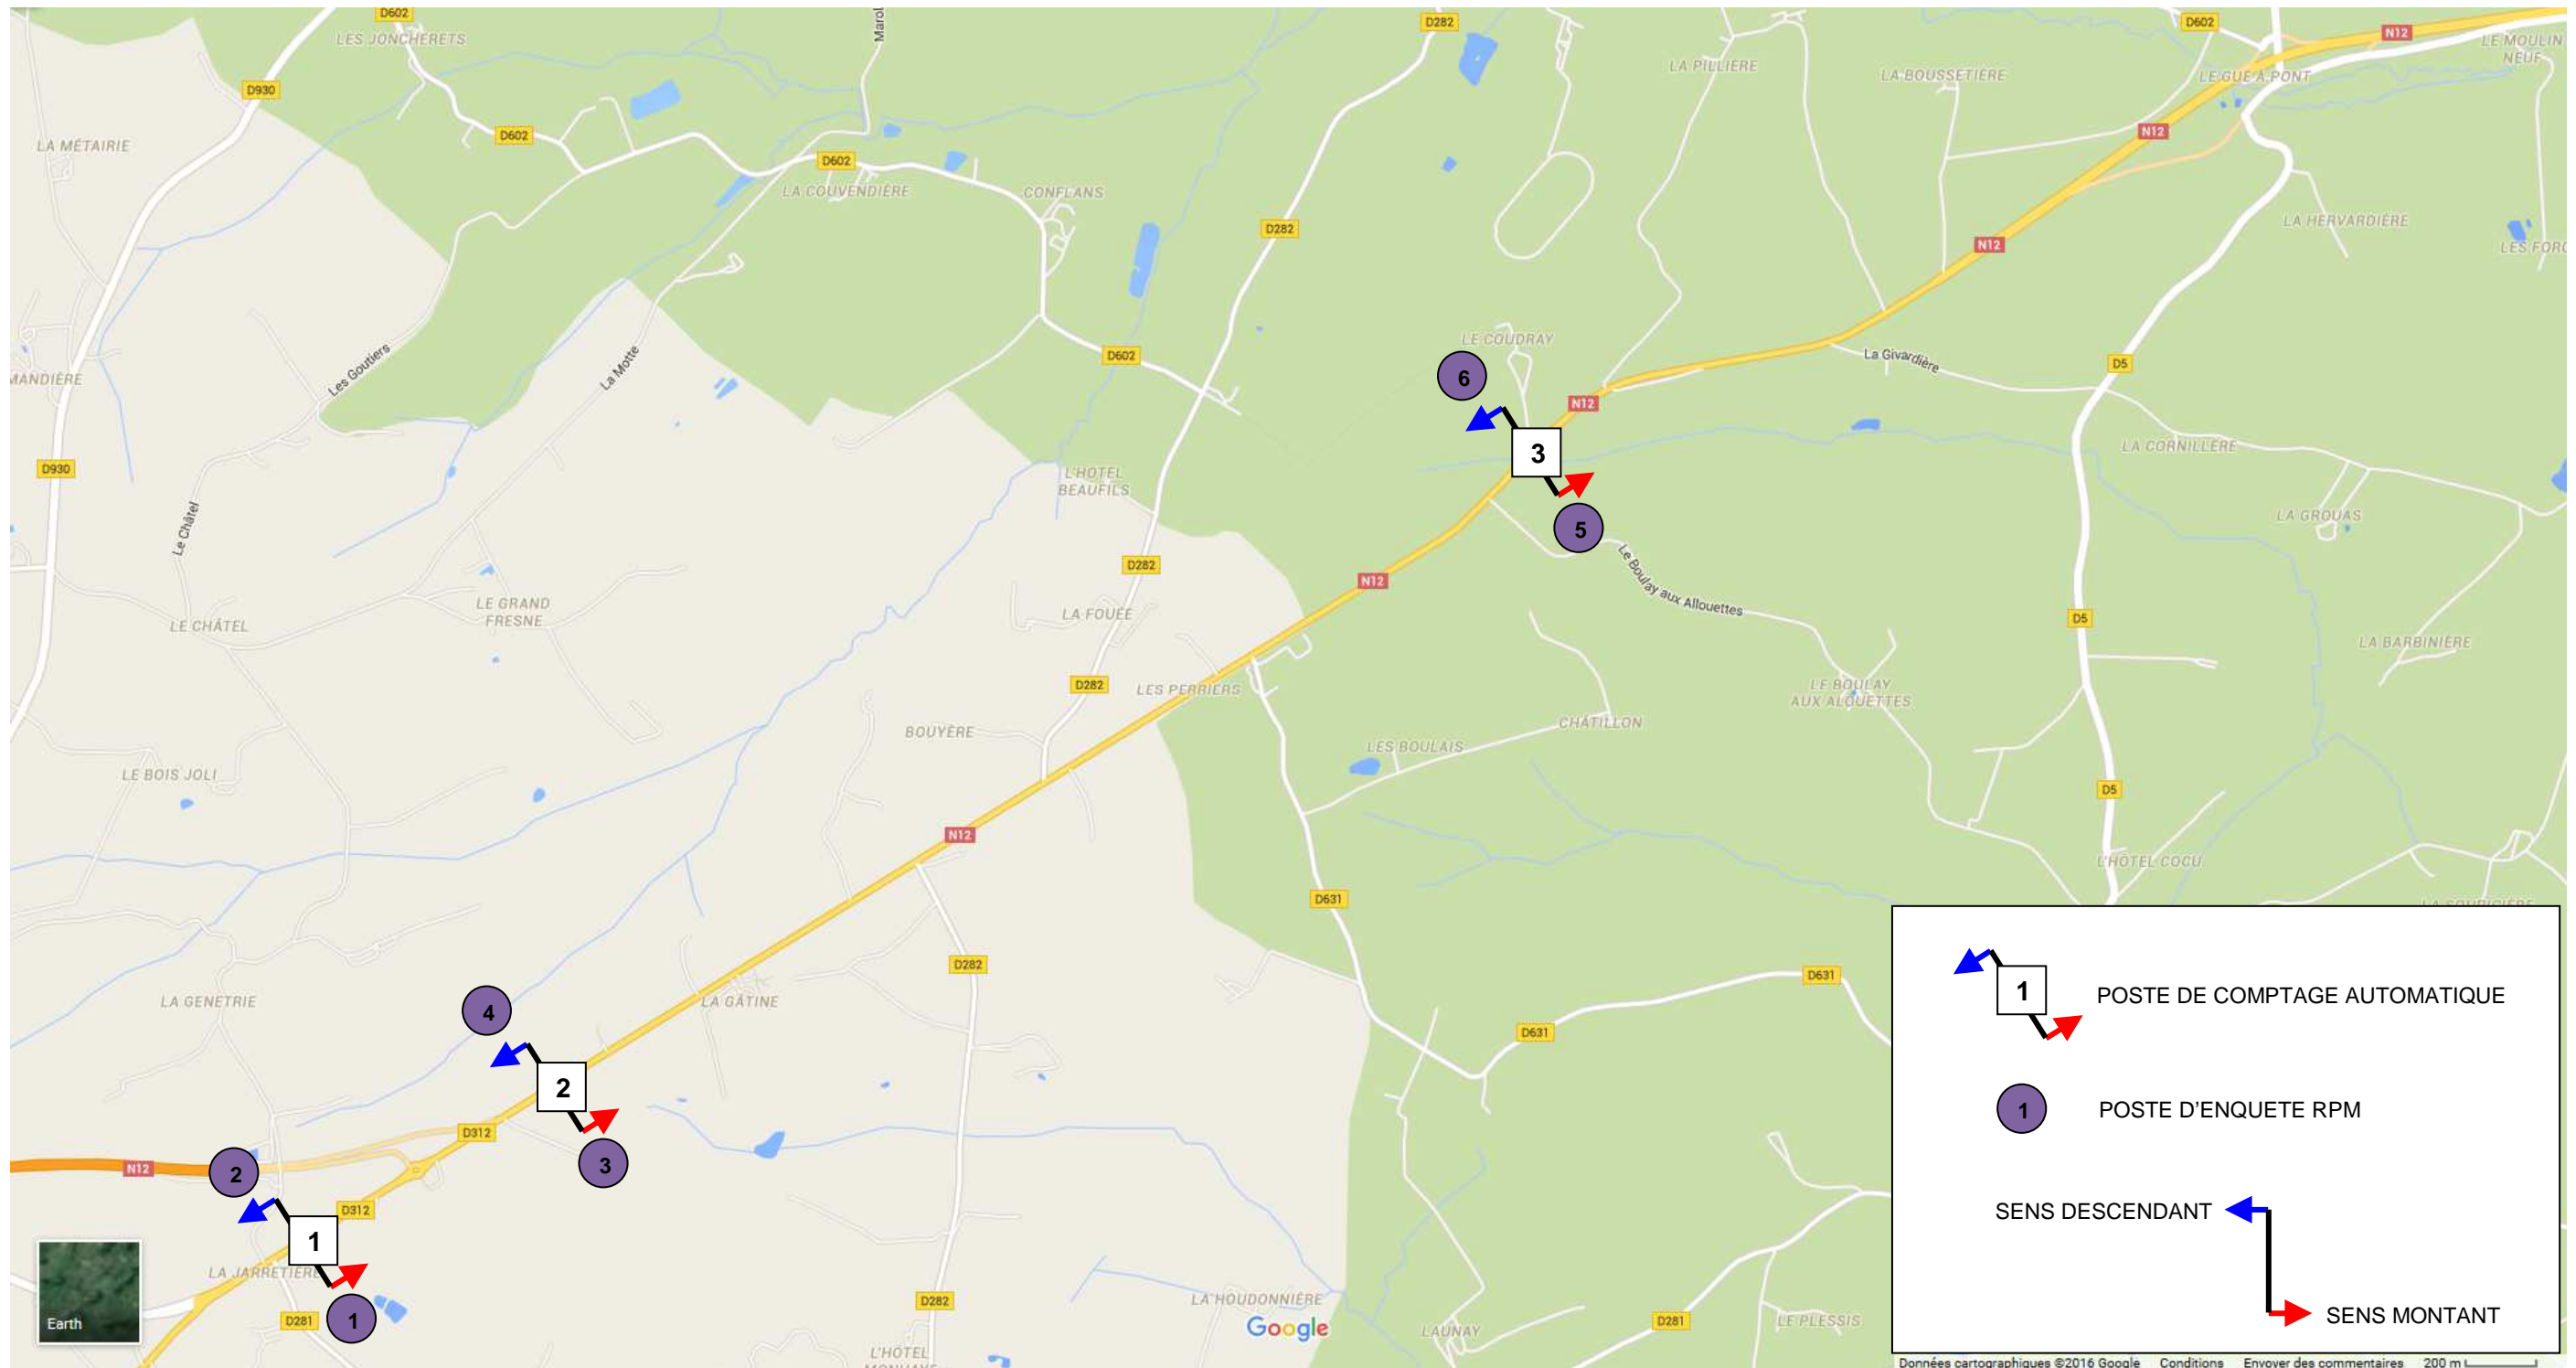 D602
D282
D602
N12
LES JONCHERETS
Marol
LE MOULIN
NEUF
LA PILLIÈRE
LA BOUSSETIÈRE
LE GUÉ À PONT
D930
D602
N12
LA MÉTAIRIE
D602
LA COUVENDIÈRE
CONFLANS
D282
LA HERVARDIÈRE
N12
LE COUDRAY
D602
Les Goutiers
La Motte
La Givardière
D5
MANDIÈRE
6
N12
LA CORNILLÈRE
3
D930
L'HOTEL
BEAUFILS
Le Châtel
5
LA GROUAS
D282
N12
Le Boulay aux Allouettes
LE GRAND
FRESNE
LA FOUÉE
LE CHÂTEL
D5
LA BARBINIÈRE
D282
LES PERRIERS
LE BOULAY
AUX ALOUETTES
BOUYÈRE
CHÂTILLON
LES BOULAIS
LE BOIS JOLI
D5
N12
L'HÔTEL COCU
D631
D282
D631
LA GENETRIE
LA GÂTINE
4
D631
2
D312
3
N12
2
D312
1
LA JARRETIÈRE
1
D281
D282
LA HOUDONNIÈRE
Google
LAUNAY
D281
LE PLESSIS
Earth
L'HÔTEL
1
POSTE DE COMPTAGE AUTOMATIQUE
1
POSTE D'ENQUETE RPM
SENS DESCENDANT
SENS MONTANT
Données cartographiques ©2016 Google Conditions Envoyer des commentaires 200 m